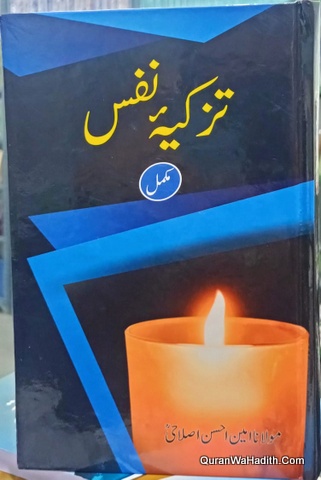 تزکیۂ نفس
مکمل
مولانا امین احسن اصلاحیؒ
QuranWaHadith.Com